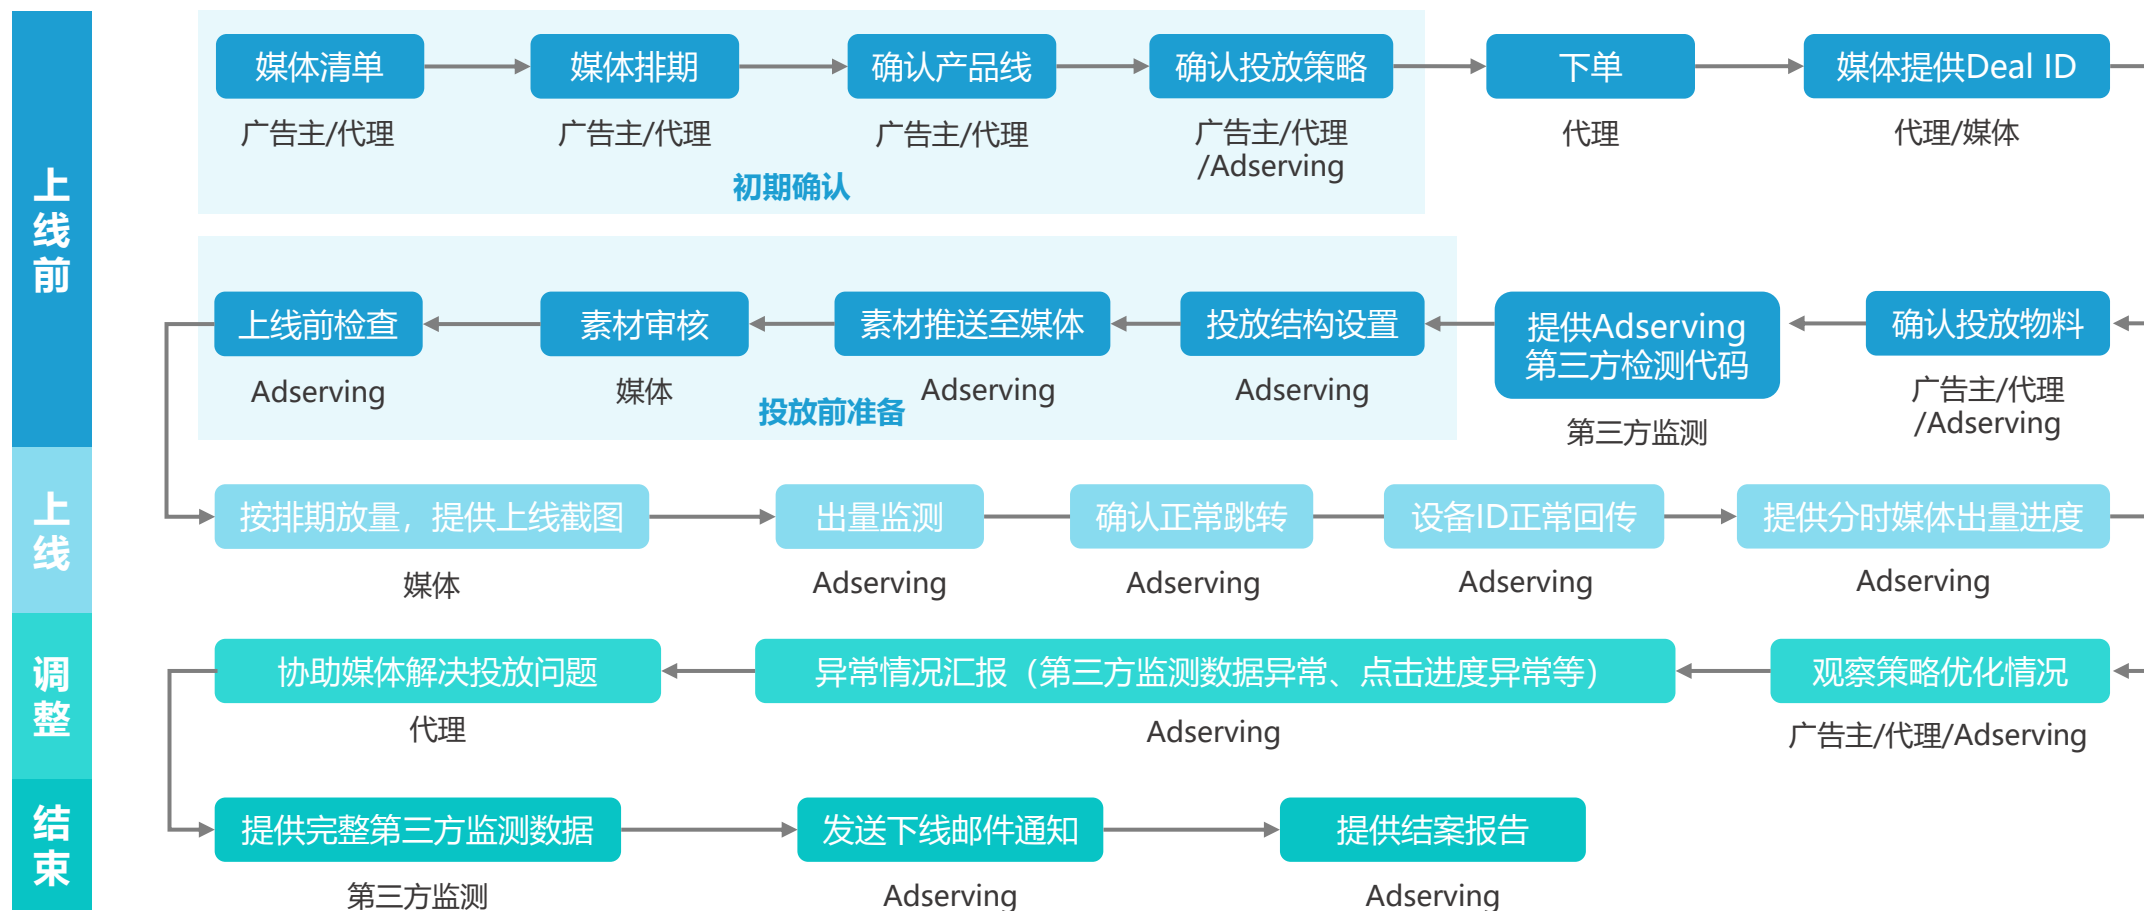 上线前
媒体清单
媒体排期
确认产品线
确认投放策略
下单
媒体提供Deal ID
广告主/代理
广告主/代理
广告主/代理
广告主/代理
/Adserving
代理
代理/媒体
初期确认
上线前检查
素材审核
素材推送至媒体
投放结构设置
提供Adserving
第三方检测代码
确认投放物料
Adserving
媒体
Adserving
Adserving
第三方监测
广告主/代理
/Adserving
投放前准备
上线
按排期放量，提供上线截图
出量监测
确认正常跳转
设备ID正常回传
提供分时媒体出量进度
媒体
Adserving
Adserving
Adserving
Adserving
调整
协助媒体解决投放问题
异常情况汇报（第三方监测数据异常、点击进度异常等）
观察策略优化情况
代理
Adserving
广告主/代理/Adserving
结束
提供完整第三方监测数据
发送下线邮件通知
提供结案报告
第三方监测
Adserving
Adserving